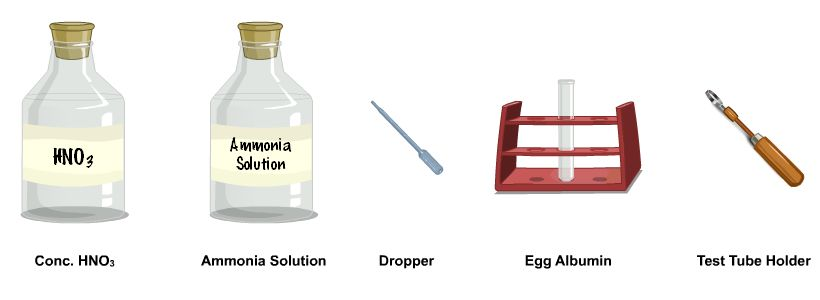 HNO₃
Ammonia
Solution
Conc. HNO₃
Ammonia Solution
Dropper
Egg Albumin
Test Tube Holder